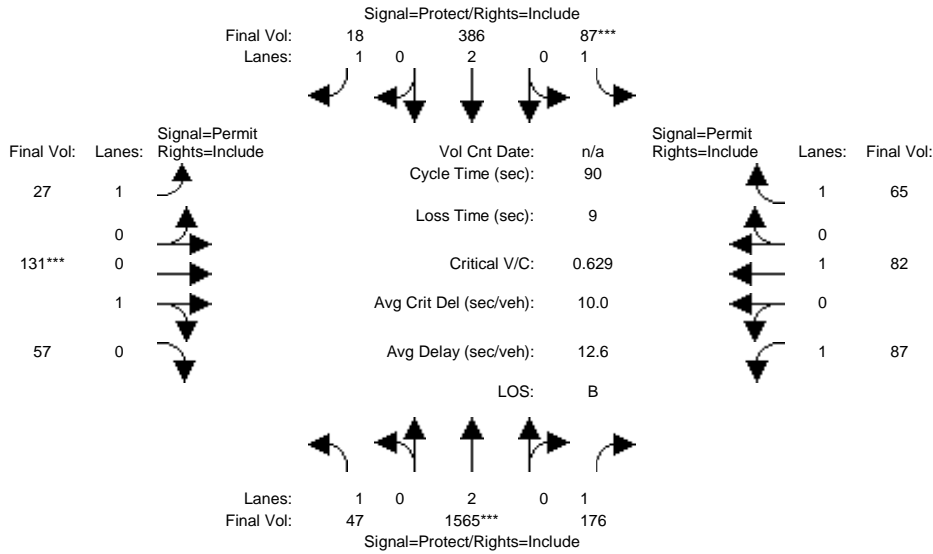 Signal=Protect/Rights=Include
Final Vol: 18 386 87***
Lanes: 1 0 2 0 1
Signal=Permit Signal=Permit
Final Vol: Lanes: Rights=Include Vol Cnt Date: n/a Rights=Include Lanes: Final Vol:
Cycle Time (sec): 90
27 1 1 65
Loss Time (sec): 9
0 0
131*** 0 Critical V/C: 0.629 1 82
1 Avg Crit Del (sec/veh): 10.0 0
57 0 Avg Delay (sec/veh): 12.6 1 87
LOS: B
Lanes: 1 0 2 0 1
Final Vol: 47 1565*** 176
Signal=Protect/Rights=Include